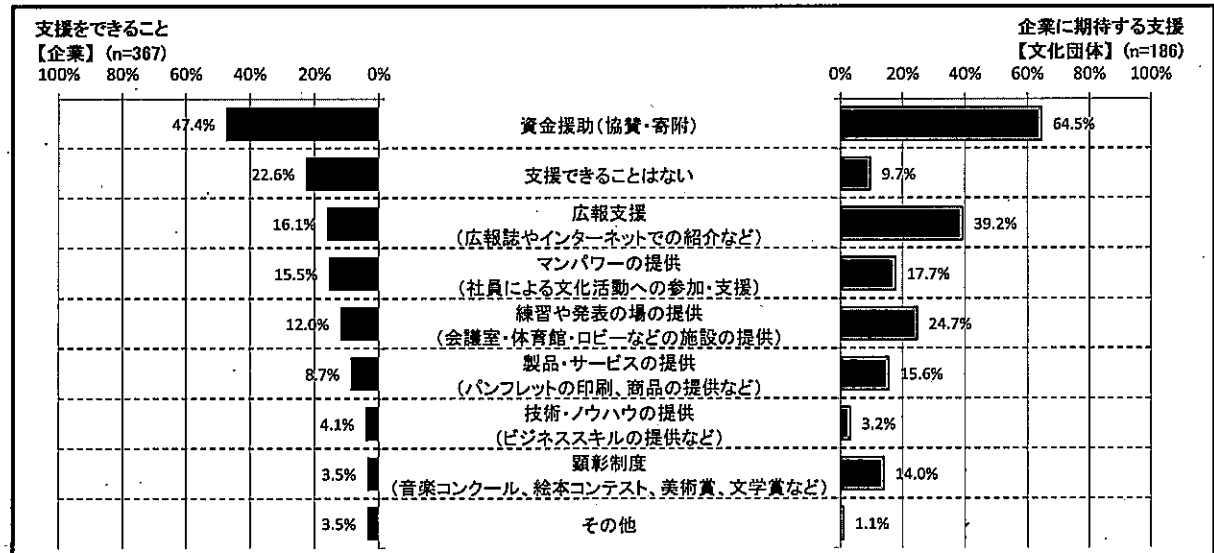 支援をできること
【企業】 (n=367)
企業に期待する支援
【文化団体】 (n=186)
100% 80% 60% 40% 20% 0%
0% 20% 40% 60% 80% 100%
47.4% 資金援助(協賛・寄附) 64.5%
22.6% 支援できることはない 9.7%
広報支援
16.1% 39.2%
(広報誌やインターネットでの紹介など)
マンパワーの提供
15.5% 17.7%
(社員による文化活動への参加・支援)
練習や発表の場の提供
12.0% 24.7%
(会議室・体育館・ロビーなどの施設の提供)
製品・サービスの提供
8.7% 15.6%
(パンフレットの印刷、商品の提供など)
技術・ノウハウの提供
4.1% 3.2%
(ビジネススキルの提供など)
顕彰制度
3.5% 14.0%
(音楽コンクール、絵本コンテスト、美術賞、文学賞など)
3.5% その他 1.1%